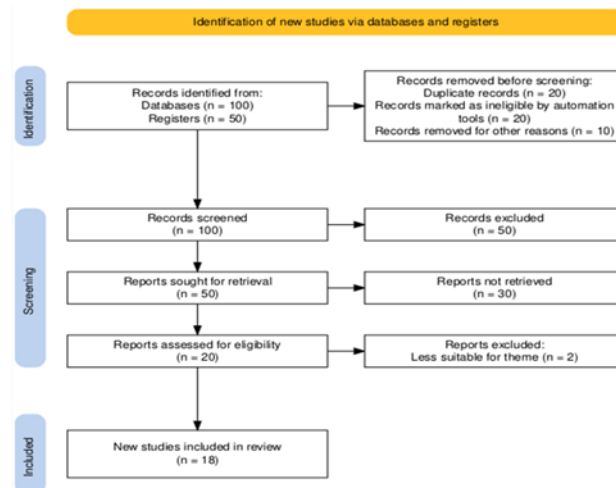 Identification of new studies via databases and registers
Identification
Records identified from:
Databases (n = 100)
Registers (n = 50)
Records removed before screening:
Duplicate records (n = 20)
Records marked as ineligible by automation
tools (n = 20)
Records removed for other reasons (n = 10)
Screening
Records screened
(n = 100)
Records excluded
(n = 50)
Reports sought for retrieval
(n = 50)
Reports not retrieved
(n = 30)
Reports assessed for eligibility
(n = 20)
Reports excluded:
Less suitable for theme (n = 2)
Included
New studies included in review
(n = 18)